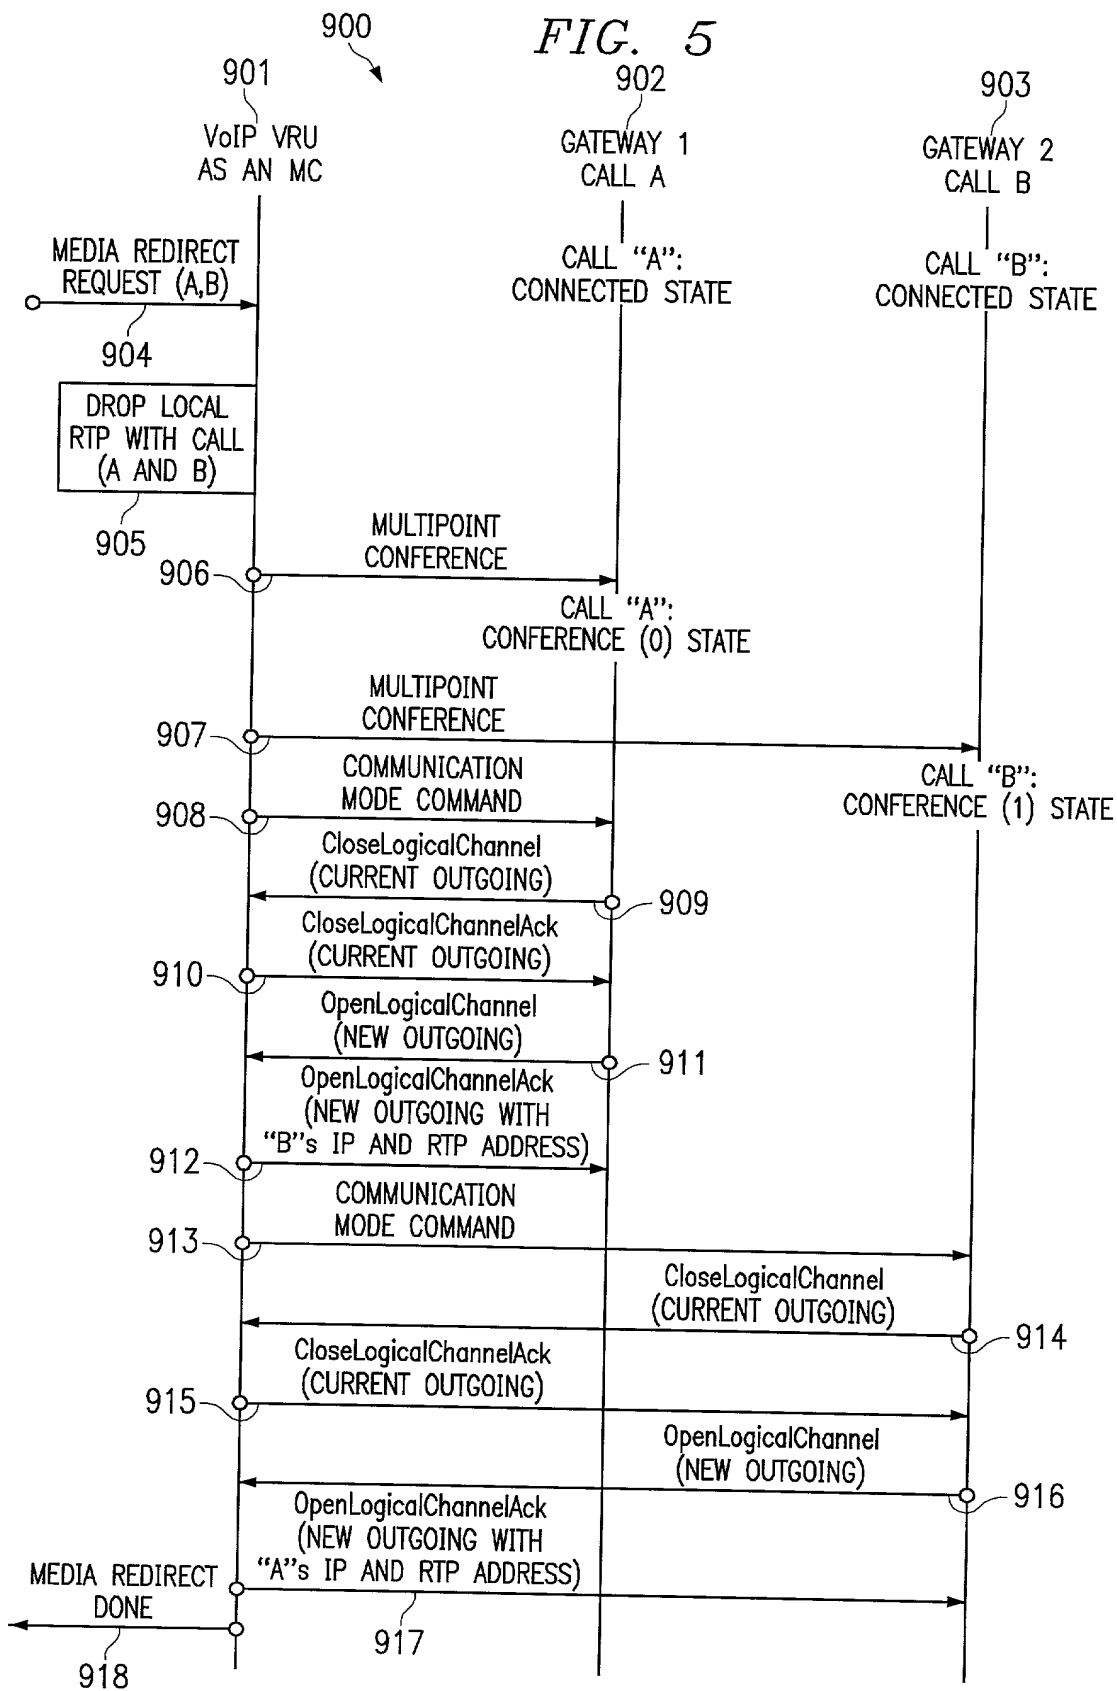 900
FIG. 5
901
902
903
VoIP VRU
AS AN MC
GATEWAY 1
CALL A
GATEWAY 2
CALL B
MEDIA REDIRECT
REQUEST (A,B)
CALL “A”:
CONNECTED STATE
CALL “B”:
CONNECTED STATE
904
DROP LOCAL
RTP WITH CALL
(A AND B)
905
MULTIPOINT
CONFERENCE
906
CALL “A”:
CONFERENCE (0) STATE
MULTIPOINT
CONFERENCE
907
CALL “B”:
CONFERENCE (1) STATE
COMMUNICATION
MODE COMMAND
908
CloseLogicalChannel
(CURRENT OUTGOING)
909
CloseLogicalChannelAck
(CURRENT OUTGOING)
910
OpenLogicalChannel
(NEW OUTGOING)
911
OpenLogicalChannelAck
(NEW OUTGOING WITH
“B”s IP AND RTP ADDRESS)
912
COMMUNICATION
MODE COMMAND
913
CloseLogicalChannel
(CURRENT OUTGOING)
914
CloseLogicalChannelAck
(CURRENT OUTGOING)
915
OpenLogicalChannel
(NEW OUTGOING)
916
OpenLogicalChannelAck
(NEW OUTGOING WITH
“A”s IP AND RTP ADDRESS)
917
MEDIA REDIRECT
DONE
918